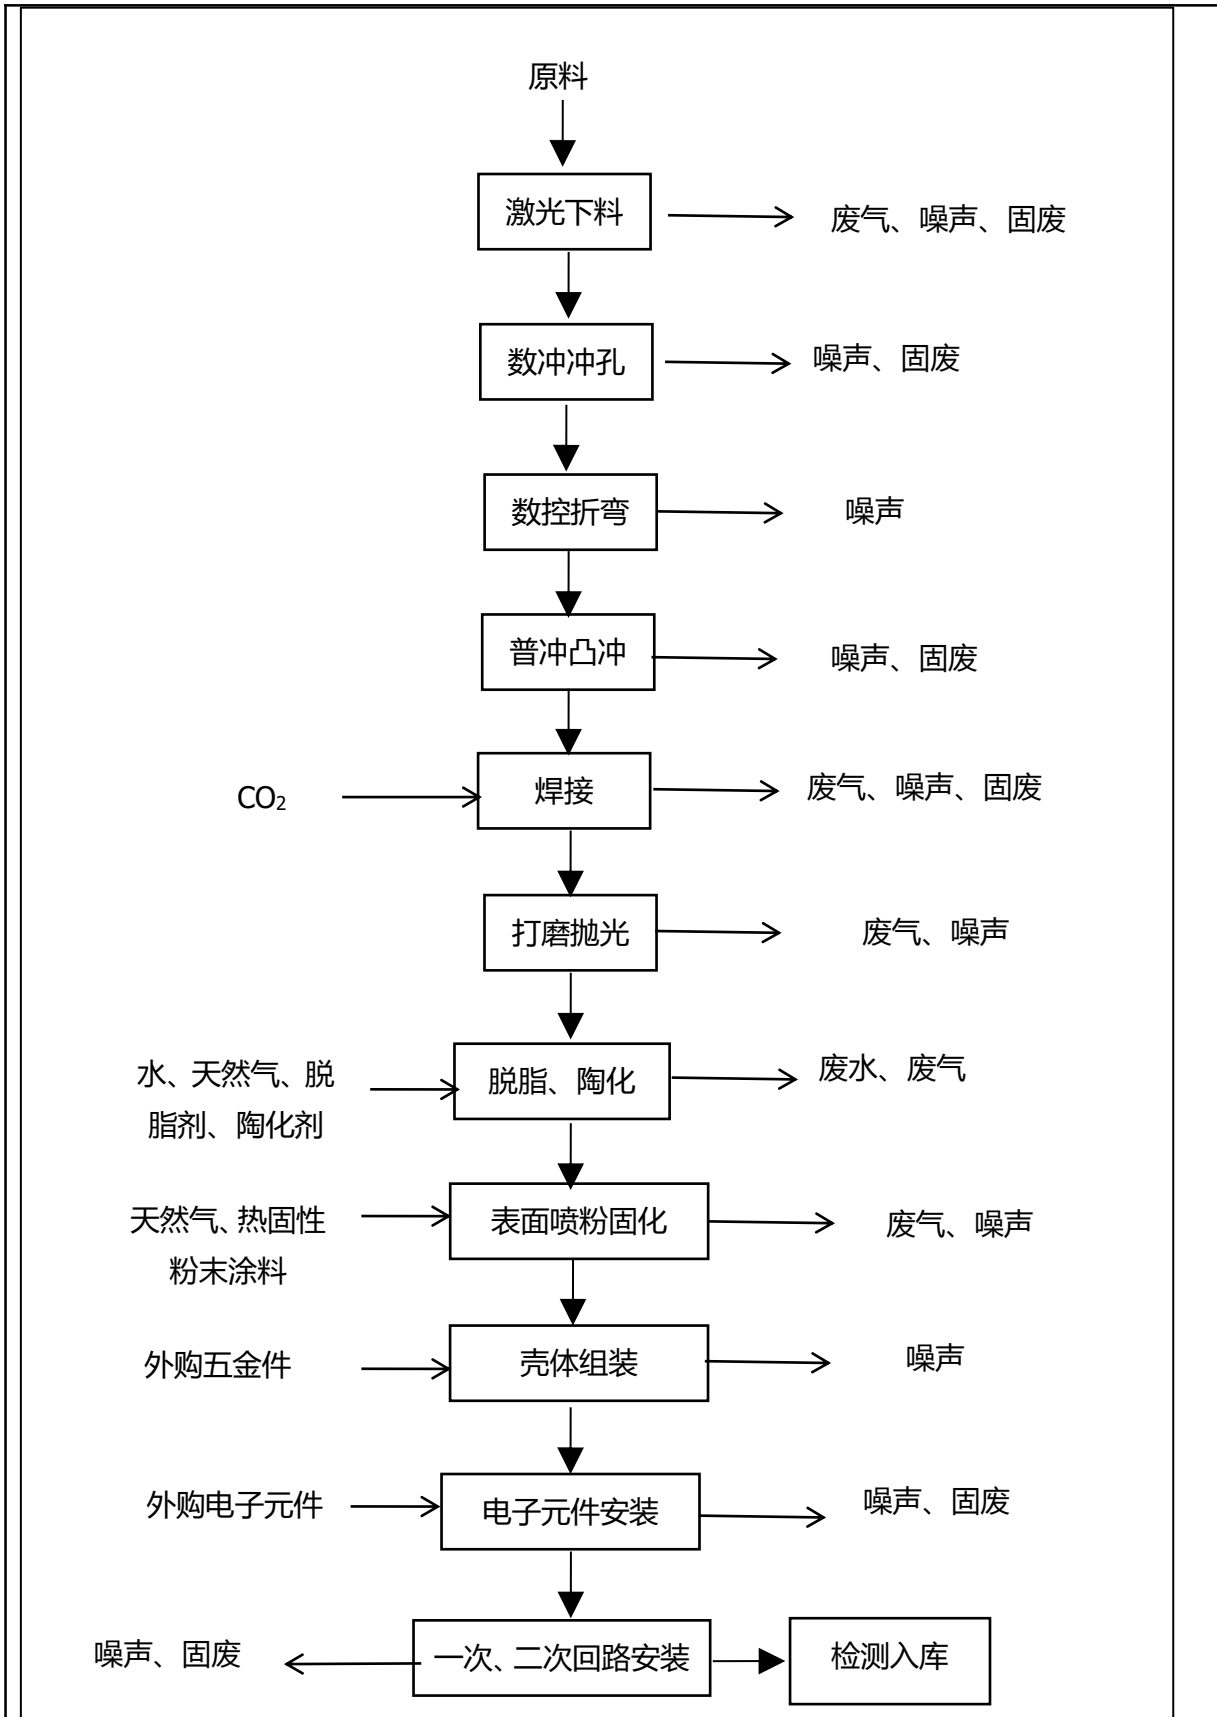 原料
激光下料
废气、噪声、固废
数冲冲孔
噪声、固废
数控折弯
噪声
普冲凸冲
噪声、固废
CO₂
焊接
废气、噪声、固废
打磨抛光
废气、噪声
水、天然气、脱
脂剂、陶化剂
脱脂、陶化
废水、废气
天然气、热固性
粉末涂料
表面喷粉固化
废气、噪声
外购五金件
壳体组装
噪声
外购电子元件
电子元件安装
噪声、固废
噪声、固废
一次、二次回路安装
检测入库